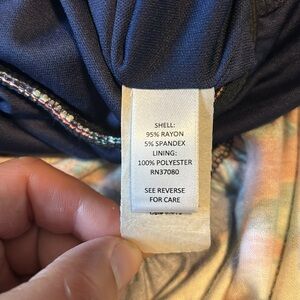 SHELL:
95% RAYON
5% SPANDEX
LINING:
100% POLYESTER
RN37080
SEE REVERSE
FOR CARE